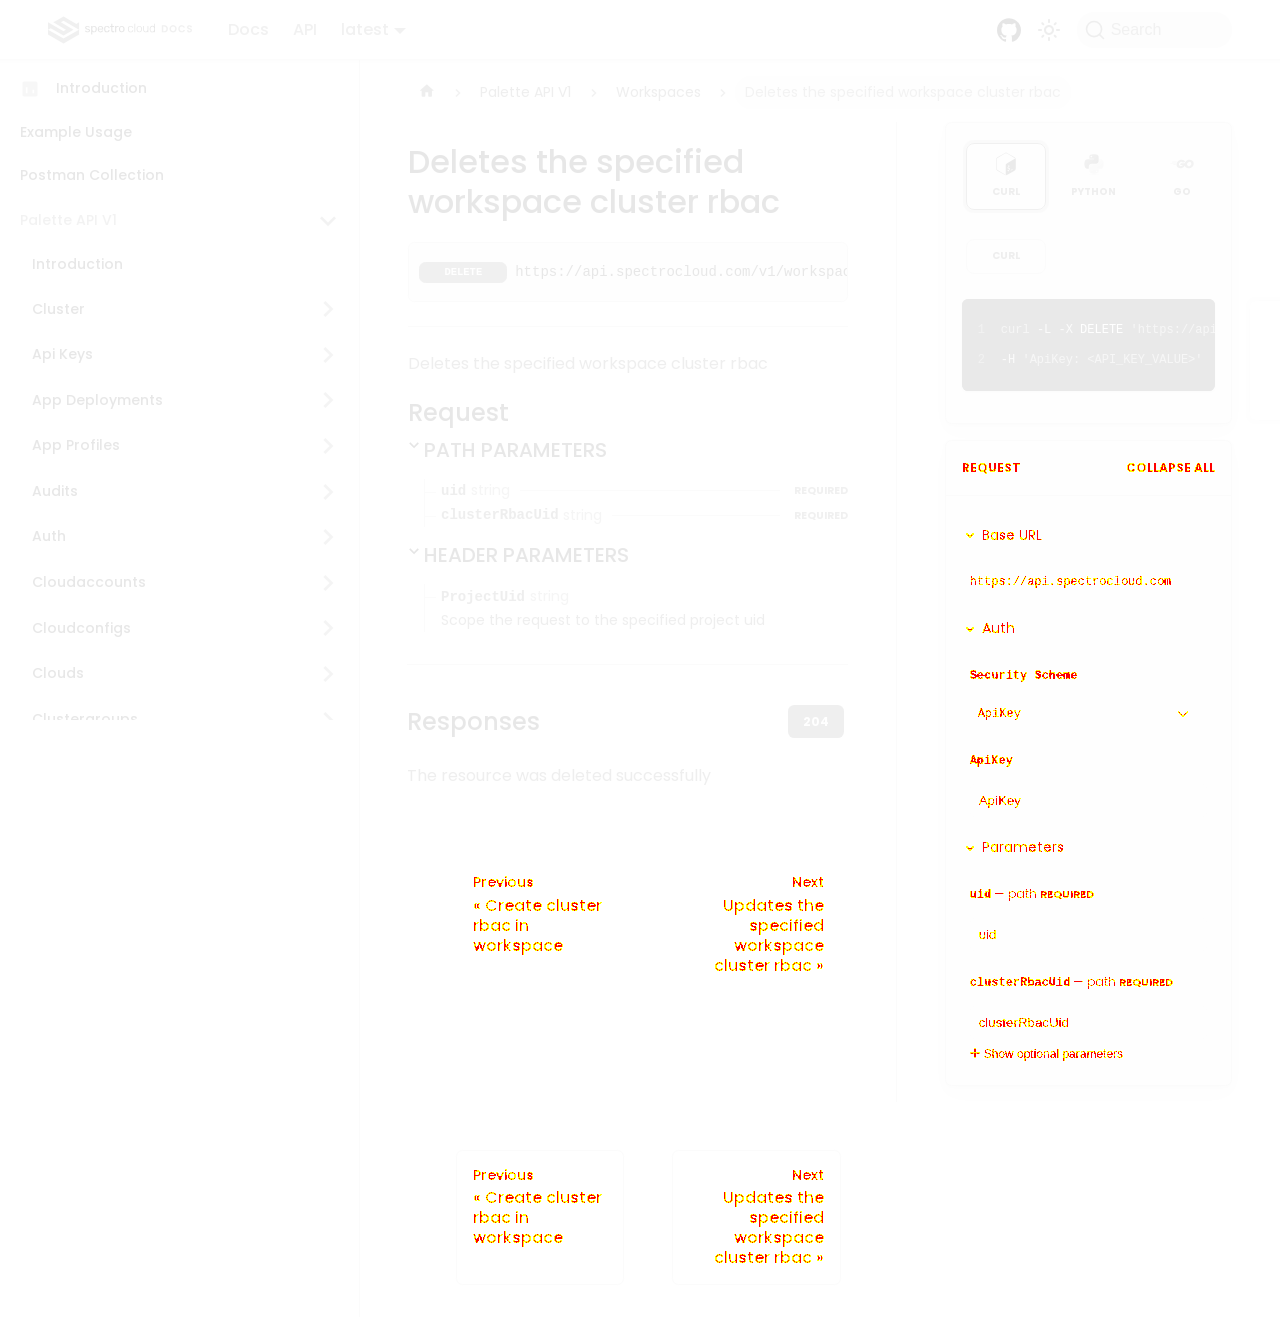 spectro cloud DOCS Docs API latest Search
Introduction
Example Usage
Postman Collection
Palette API V1
Introduction
Cluster
Api Keys
App Deployments
App Profiles
Audits
Auth
Cloudaccounts
Cloudconfigs
Clouds
Clustergroups
Palette API V1 Workspaces Deletes the specified workspace cluster rbac
Deletes the specified
workspace cluster rbac
DELETE https://api.spectrocloud.com/v1/workspac
Deletes the specified workspace cluster rbac
Request
PATH PARAMETERS
uid string REQUIRED
clusterRbacUid string REQUIRED
HEADER PARAMETERS
ProjectUid string
Scope the request to the specified project uid
Responses 204
The resource was deleted successfully
Previous
« Create cluster
rbac in
workspace
Next
Updates the
specified
workspace
cluster rbac »
Previous
« Create cluster
rbac in
workspace
Next
Updates the
specified
workspace
cluster rbac »
CURL PYTHON GO
CURL
1 curl -L -X DELETE 'https://api
2 -H 'ApiKey: <API_KEY_VALUE>'
REQUEST COLLAPSE ALL
Base URL
https://api.spectrocloud.com
Auth
Security Scheme
ApiKey
ApiKey
ApiKey
Parameters
uid — path REQUIRED
uid
clusterRbacUid — path REQUIRED
clusterRbacUid
Show optional parameters